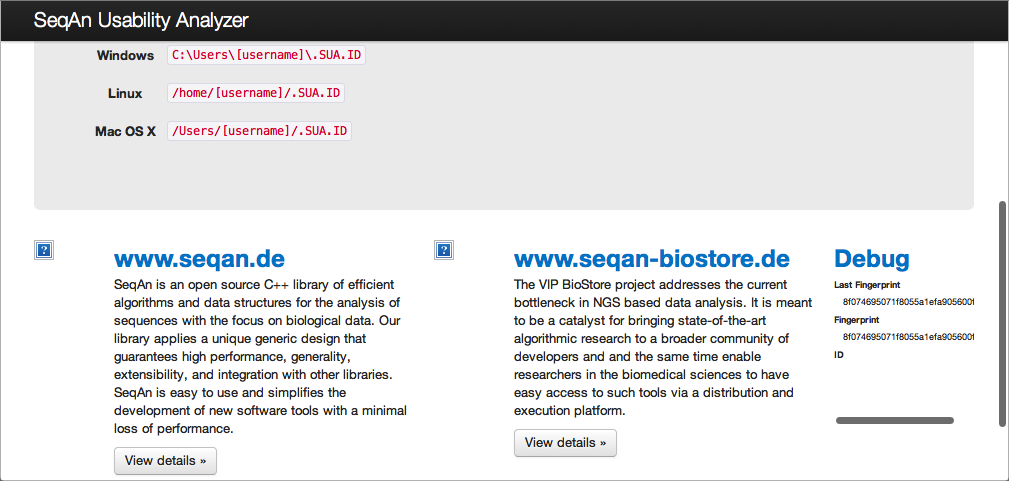 SeqAn Usability Analyzer
Windows C:\Users\[username]\.SUA.ID
Linux /home/[username]/.SUA.ID
Mac OS X /Users/[username]/.SUA.ID
www.seqan.de
SeqAn is an open source C++ library of efficient
algorithms and data structures for the analysis of
sequences with the focus on biological data. Our
library applies a unique generic design that
guarantees high performance, generality,
extensibility, and integration with other libraries.
SeqAn is easy to use and simplifies the
development of new software tools with a minimal
loss of performance.
View details »
www.seqan-biostore.de
The VIP BioStore project addresses the current
bottleneck in NGS based data analysis. It is meant
to be a catalyst for bringing state-of-the-art
algorithmic research to a broader community of
developers and and the same time enable
researchers in the biomedical sciences to have
easy access to such tools via a distribution and
execution platform.
View details »
Debug
Last Fingerprint
8f074695071f8055a1efa905600f
Fingerprint
8f074695071f8055a1efa905600f
ID